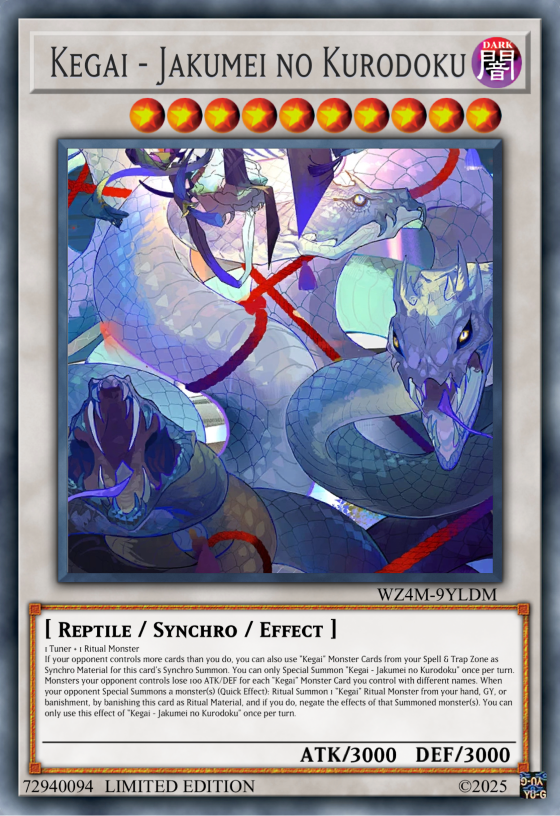 KEGAI - JAKUMEI NO KURODOKU
DARK
闇
WZ4M-9YLDM
[ REPTILE / SYNCHRO / EFFECT ]
1 Tuner + 1 Ritual Monster
If your opponent controls more cards than you do, you can also use "Kegai" Monster Cards from your Spell & Trap Zone as
Synchro Material for this card's Synchro Summon. You can only Special Summon "Kegai - Jakumei no Kurodoku" once per turn.
Monsters your opponent controls lose 100 ATK/DEF for each "Kegai" Monster Card you control with different names. When
your opponent Special Summons a monster(s) (Quick Effect): Ritual Summon 1 "Kegai" Ritual Monster from your hand, GY, or
banishment, by banishing this card as Ritual Material, and if you do, negate the effects of that Summoned monster(s). You can
only use this effect of "Kegai - Jakumei no Kurodoku" once per turn.
ATK/3000 DEF/3000
72940094 LIMITED EDITION ©2025